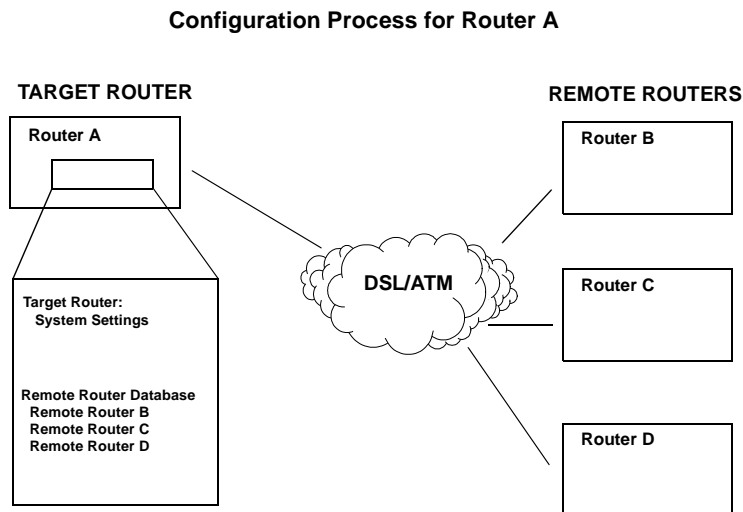 Configuration Process for Router A
TARGET ROUTER
REMOTE ROUTERS
Router A
Router B
DSL/ATM
Router C
Target Router:
System Settings
Remote Router Database
Remote Router B
Remote Router C
Remote Router D
Router D